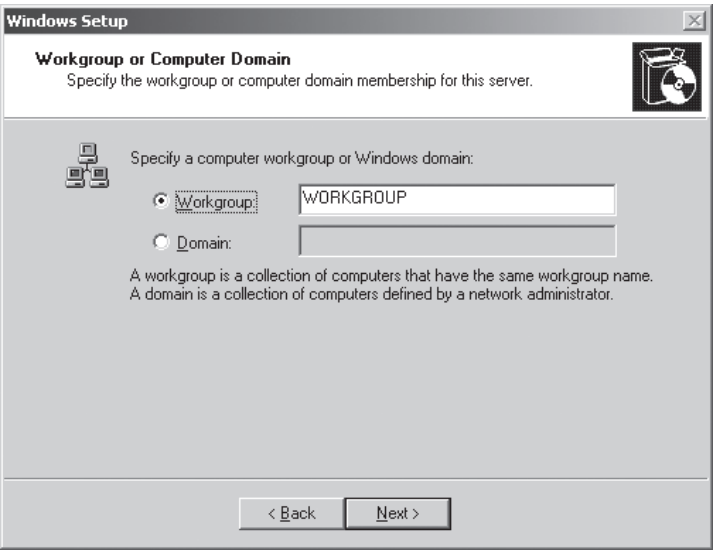 Windows Setup
Workgroup or Computer Domain
Specify the workgroup or computer domain membership for this server.
Specify a computer workgroup or Windows domain:
Workgroup: WORKGROUP
Domain:
A workgroup is a collection of computers that have the same workgroup name.
A domain is a collection of computers defined by a network administrator.
< Back Next >